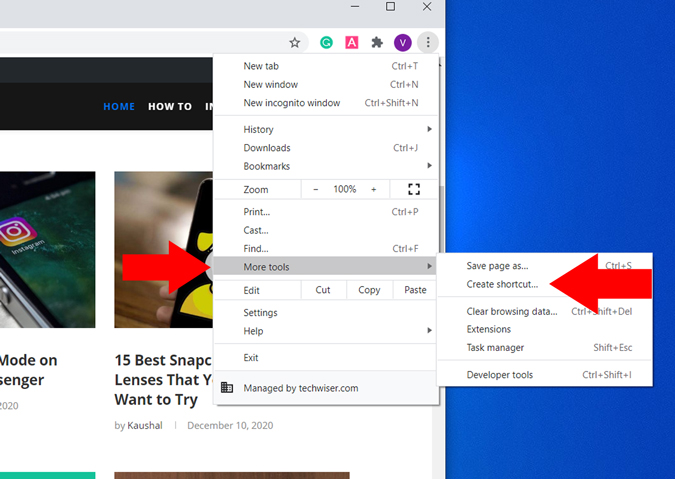 V
HOME HOW TO
New tab Ctrl+T
New window Ctrl+N
New incognito window Ctrl+Shift+N
History
Downloads Ctrl+J
Bookmarks
Zoom - 100% +
Print... Ctrl+P
Cast...
Find... Ctrl+F
More tools
Edit Cut Copy Paste
Settings
Help
Exit
Managed by techwiser.com
Save page as... Ctrl+S
Create shortcut...
Clear browsing data... Ctrl+Shift+Del
Extensions
Task manager Shift+Esc
Developer tools Ctrl+Shift+I
Instagram
Mode on
senger
2020
15 Best Snapc
Lenses That Yo
Want to Try
by Kaushal | December 10, 2020